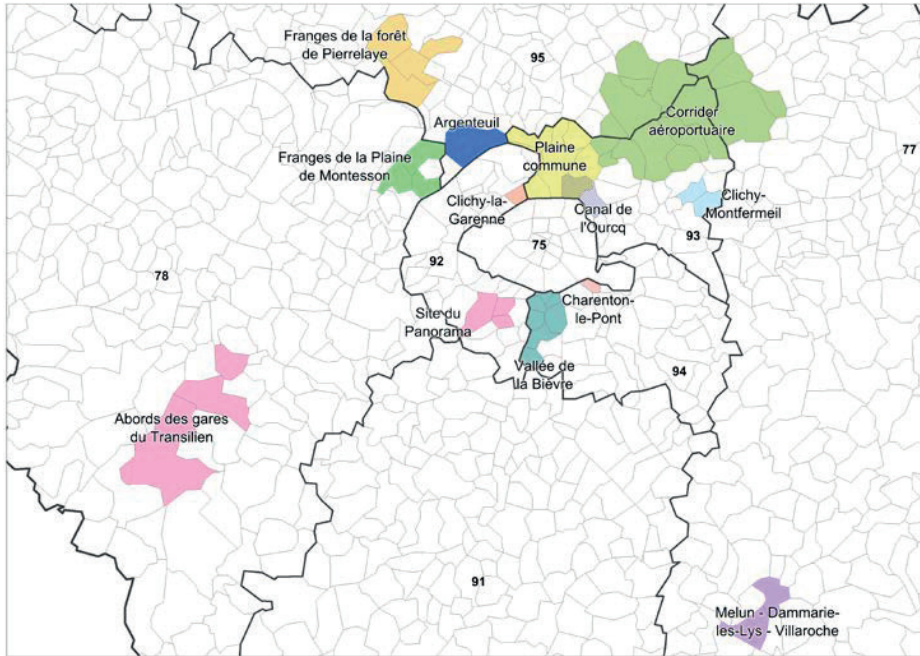 Franges de la forêt
de Pierrelaye
95
Argenteuil
Corridor
aéroportuaire
Franges de la Plaine
de Montesson
Plaine
commune
77
Clichy-la-
Garenne
Canal de
l'Ourcq
Clichy-
Montfermeil
93
75
92
78
Site du
Panorama
Charenton-
le-Pont
Vallée de
la Bièvre
94
Abords des gares
du Transilien
91
Melun - Dammarie-
les-Lys - Villaroche